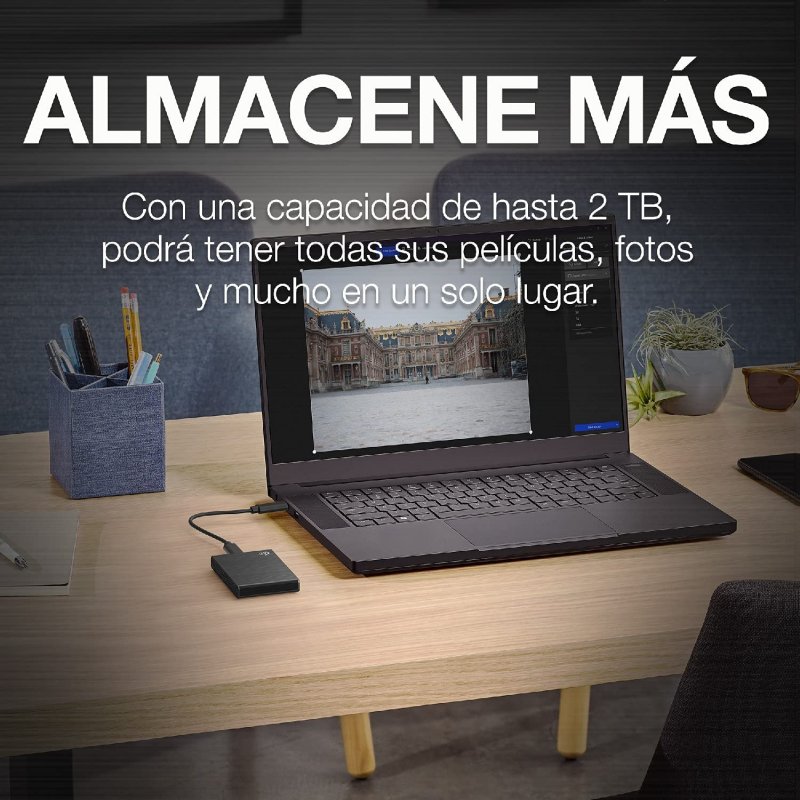 ALMACENE MÁS
Con una capacidad de hasta 2 TB,
podrá tener todas sus películas, fotos
y mucho en un solo lugar.